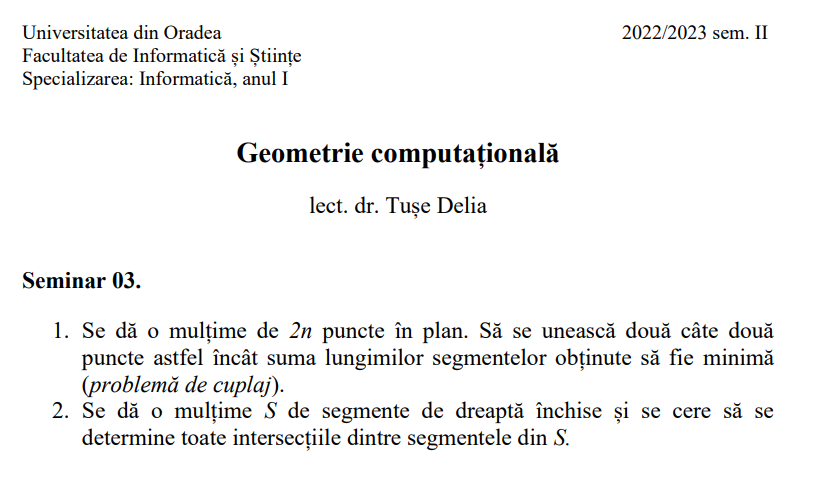 Universitatea din Oradea 2022/2023 sem. II
Facultatea de Informatică și Științe
Specializarea: Informatică, anul I
Geometrie computațională
lect. dr. Tușe Delia
Seminar 03.
1. Se dă o mulțime de 2n puncte în plan. Să se unească două câte două
puncte astfel încât suma lungimilor segmentelor obținute să fie minimă
(problemă de cuplaj).
2. Se dă o mulțime S de segmente de dreaptă închise și se cere să se
determine toate intersecțiile dintre segmentele din S.